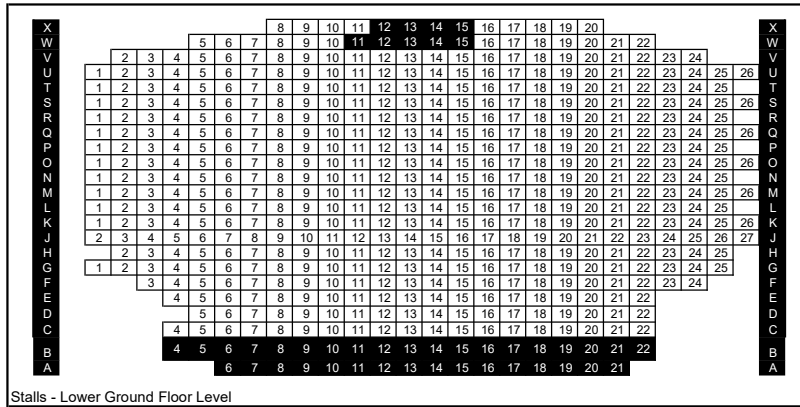 X 8 9 10 11 12 13 14 15 16 17 18 19 20 X
W 5 6 7 8 9 10 11 12 13 14 15 16 17 18 19 20 21 22 W
V 2 3 4 5 6 7 8 9 10 11 12 13 14 15 16 17 18 19 20 21 22 23 24 V
U 1 2 3 4 5 6 7 8 9 10 11 12 13 14 15 16 17 18 19 20 21 22 23 24 25 26 U
T 1 2 3 4 5 6 7 8 9 10 11 12 13 14 15 16 17 18 19 20 21 22 23 24 25 T
S 1 2 3 4 5 6 7 8 9 10 11 12 13 14 15 16 17 18 19 20 21 22 23 24 25 26 S
R 1 2 3 4 5 6 7 8 9 10 11 12 13 14 15 16 17 18 19 20 21 22 23 24 25 R
Q 1 2 3 4 5 6 7 8 9 10 11 12 13 14 15 16 17 18 19 20 21 22 23 24 25 26 Q
P 1 2 3 4 5 6 7 8 9 10 11 12 13 14 15 16 17 18 19 20 21 22 23 24 25 P
O 1 2 3 4 5 6 7 8 9 10 11 12 13 14 15 16 17 18 19 20 21 22 23 24 25 26 O
N 1 2 3 4 5 6 7 8 9 10 11 12 13 14 15 16 17 18 19 20 21 22 23 24 25 N
M 1 2 3 4 5 6 7 8 9 10 11 12 13 14 15 16 17 18 19 20 21 22 23 24 25 26 M
L 1 2 3 4 5 6 7 8 9 10 11 12 13 14 15 16 17 18 19 20 21 22 23 24 25 L
K 1 2 3 4 5 6 7 8 9 10 11 12 13 14 15 16 17 18 19 20 21 22 23 24 25 26 K
J 2 3 4 5 6 7 8 9 10 11 12 13 14 15 16 17 18 19 20 21 22 23 24 25 26 27 J
H 2 3 4 5 6 7 8 9 10 11 12 13 14 15 16 17 18 19 20 21 22 23 24 25 H
G 1 2 3 4 5 6 7 8 9 10 11 12 13 14 15 16 17 18 19 20 21 22 23 24 25 G
F 3 4 5 6 7 8 9 10 11 12 13 14 15 16 17 18 19 20 21 22 23 24 F
E 4 5 6 7 8 9 10 11 12 13 14 15 16 17 18 19 20 21 22 E
D 5 6 7 8 9 10 11 12 13 14 15 16 17 18 19 20 21 22 D
C 4 5 6 7 8 9 10 11 12 13 14 15 16 17 18 19 20 21 22 C
B 4 5 6 7 8 9 10 11 12 13 14 15 16 17 18 19 20 21 22 B
A 6 7 8 9 10 11 12 13 14 15 16 17 18 19 20 21 A
Stalls - Lower Ground Floor Level